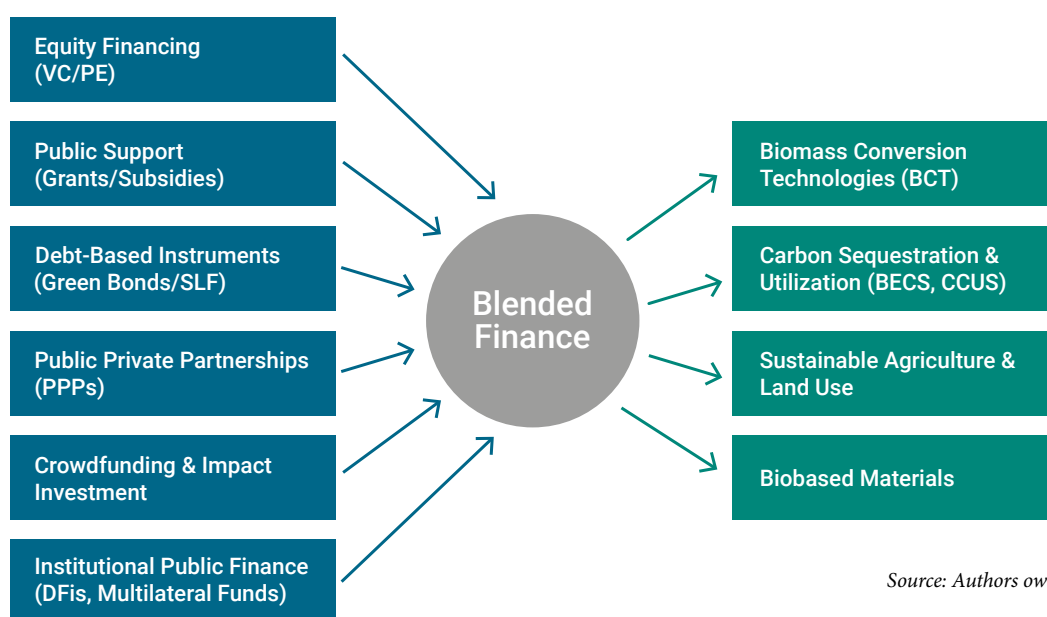 Equity Financing
(VC/PE)
Public Support
(Grants/Subsidies)
Debt-Based Instruments
(Green Bonds/SLF)
Public Private Partnerships
(PPPs)
Crowdfunding & Impact
Investment
Institutional Public Finance
(DFis, Multilateral Funds)
Blended
Finance
Biomass Conversion
Technologies (BCT)
Carbon Sequestration &
Utilization (BECS, CCUS)
Sustainable Agriculture &
Land Use
Biobased Materials
Source: Authors ow